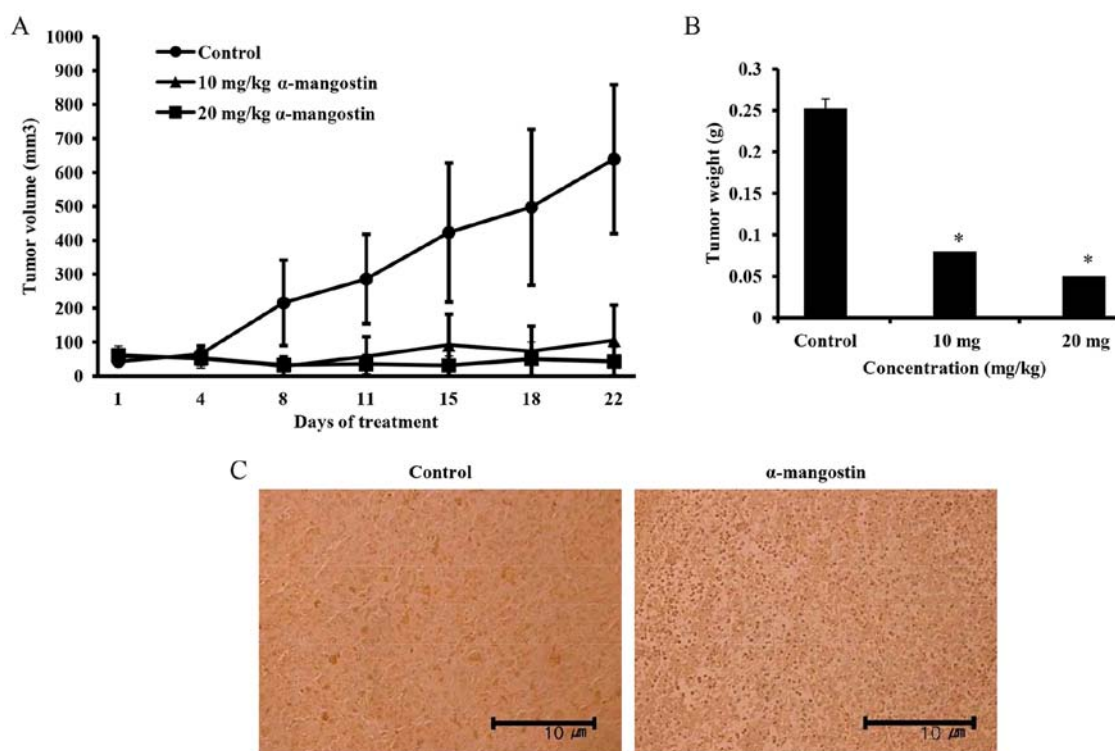 A
1000
900
800
700
600
500
400
300
200
100
0
Tumor volume (mm3)
Control
10 mg/kg α-mangostin
20 mg/kg α-mangostin
1 4 8 11 15 18 22
Days of treatment
B
0.3
0.25
0.2
0.15
0.1
0.05
0
Tumor weight (g)
*
*
Control 10 mg 20 mg
Concentration (mg/kg)
C
Control
α-mangostin
10 ㎛
10 ㎛